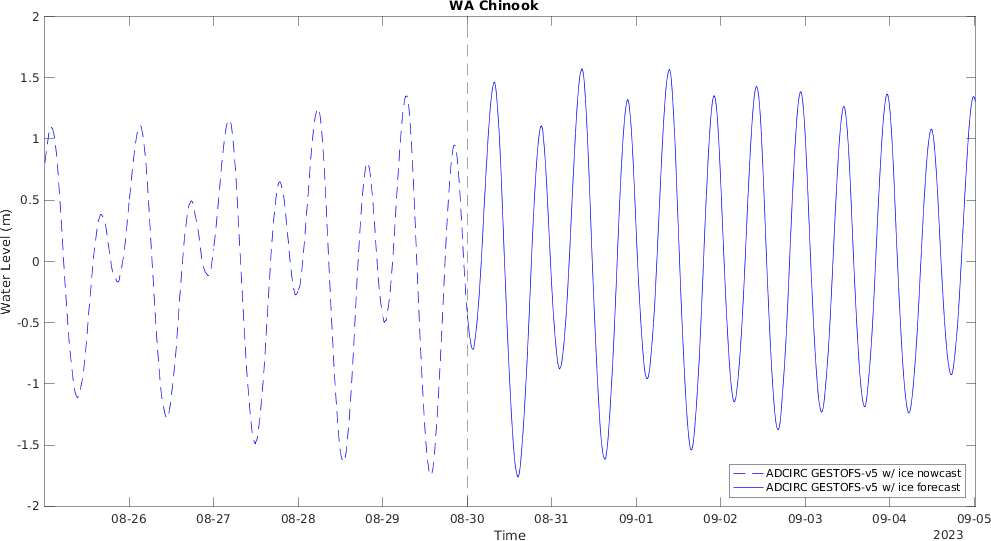 WA Chinook
2
1.5
1
0.5
0
-0.5
-1
-1.5
-2
Water Level (m)
ADCIRC GESTOFS-v5 w/ ice nowcast
ADCIRC GESTOFS-v5 w/ ice forecast
08-26 08-27 08-28 08-29 08-30 08-31 09-01 09-02 09-03 09-04 09-05
Time
2023